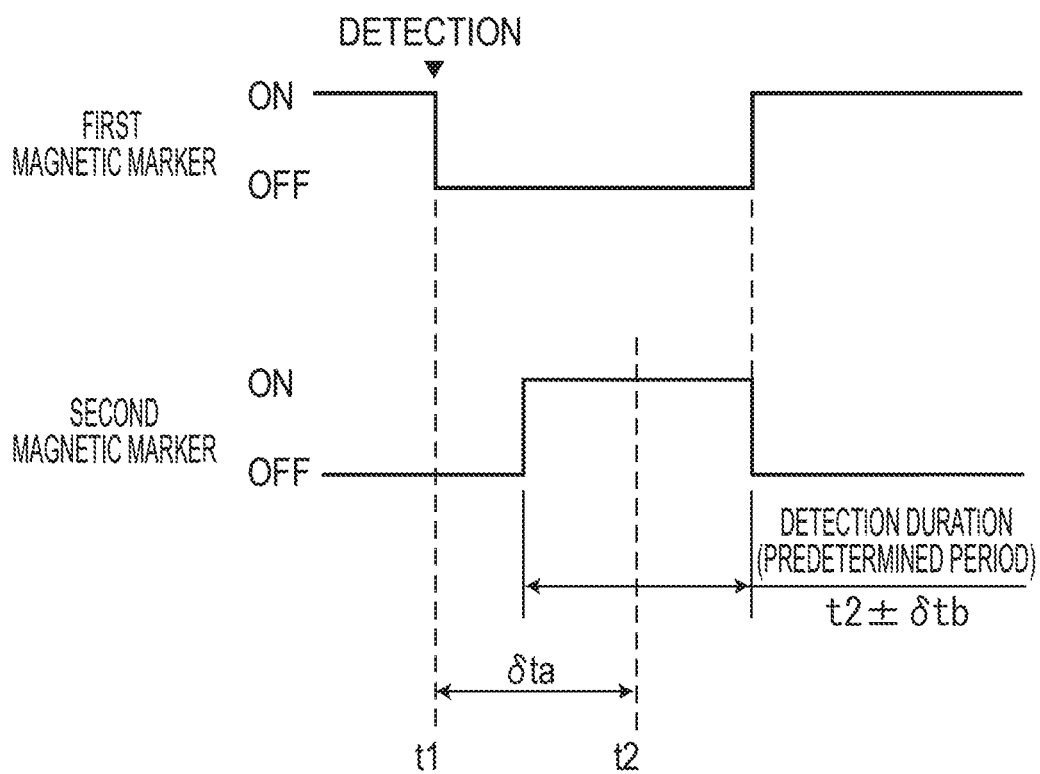 DETECTION
ON
FIRST
MAGNETIC MARKER
OFF
ON
SECOND
MAGNETIC MARKER
OFF
DETECTION DURATION
(PREDETERMINED PERIOD)
t2± δtb
δta
t1
t2